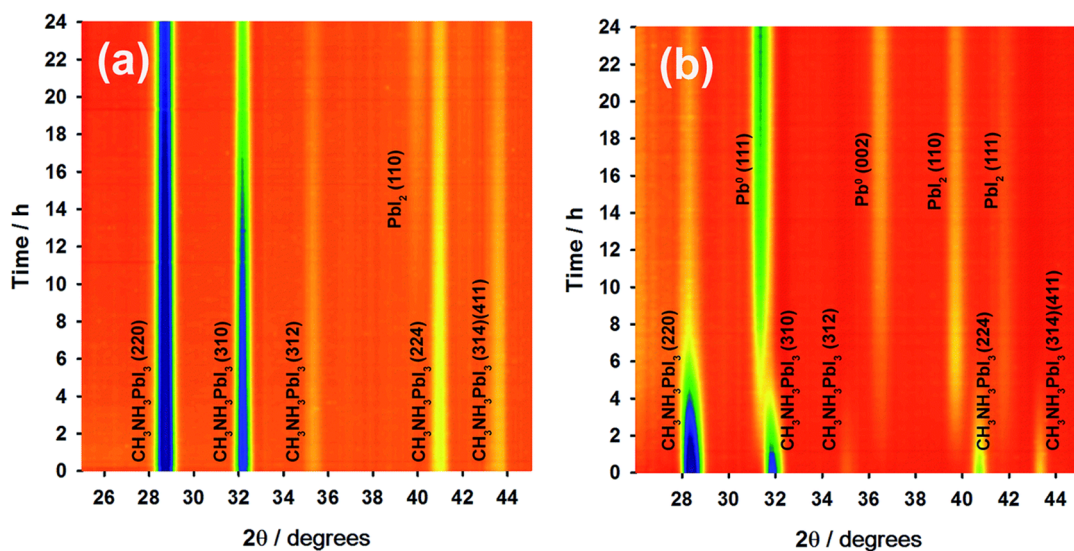 (a)
24
22
20
18
16
14
12
10
8
6
4
2
0
Time / h
CH₃NH₃PbI₃ (220)
CH₃NH₃PbI₃ (310)
CH₃NH₃PbI₃ (312)
PbI₂ (110)
CH₃NH₃PbI₃ (224)
CH₃NH₃PbI₃ (314)(411)
26 28 30 32 34 36 38 40 42 44
2θ / degrees
(b)
24
22
20
18
16
14
12
10
8
6
4
2
0
Time / h
CH₃NH₃PbI₃ (220)
Pb⁰ (111)
CH₃NH₃PbI₃ (310)
CH₃NH₃PbI₃ (312)
Pb⁰ (002)
PbI₂ (110)
PbI₂ (111)
CH₃NH₃PbI₃ (224)
CH₃NH₃PbI₃ (314)(411)
28 30 32 34 36 38 40 42 44
2θ / degrees